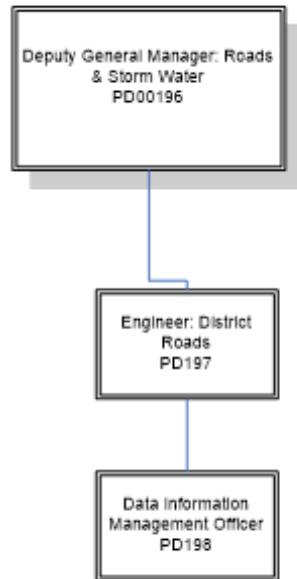 Deputy General Manager: Roads
& Storm Water
PD00196
Engineer: District
Roads
PD197
Data Information
Management Officer
PD198